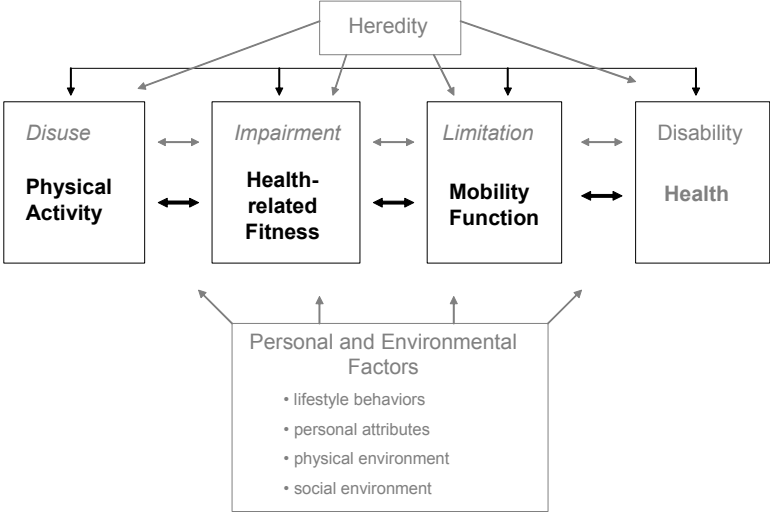 Heredity
Disuse
Physical
Activity
Impairment
Health-
related
Fitness
Limitation
Mobility
Function
Disability
Health
Personal and Environmental
Factors
• lifestyle behaviors
• personal attributes
• physical environment
• social environment